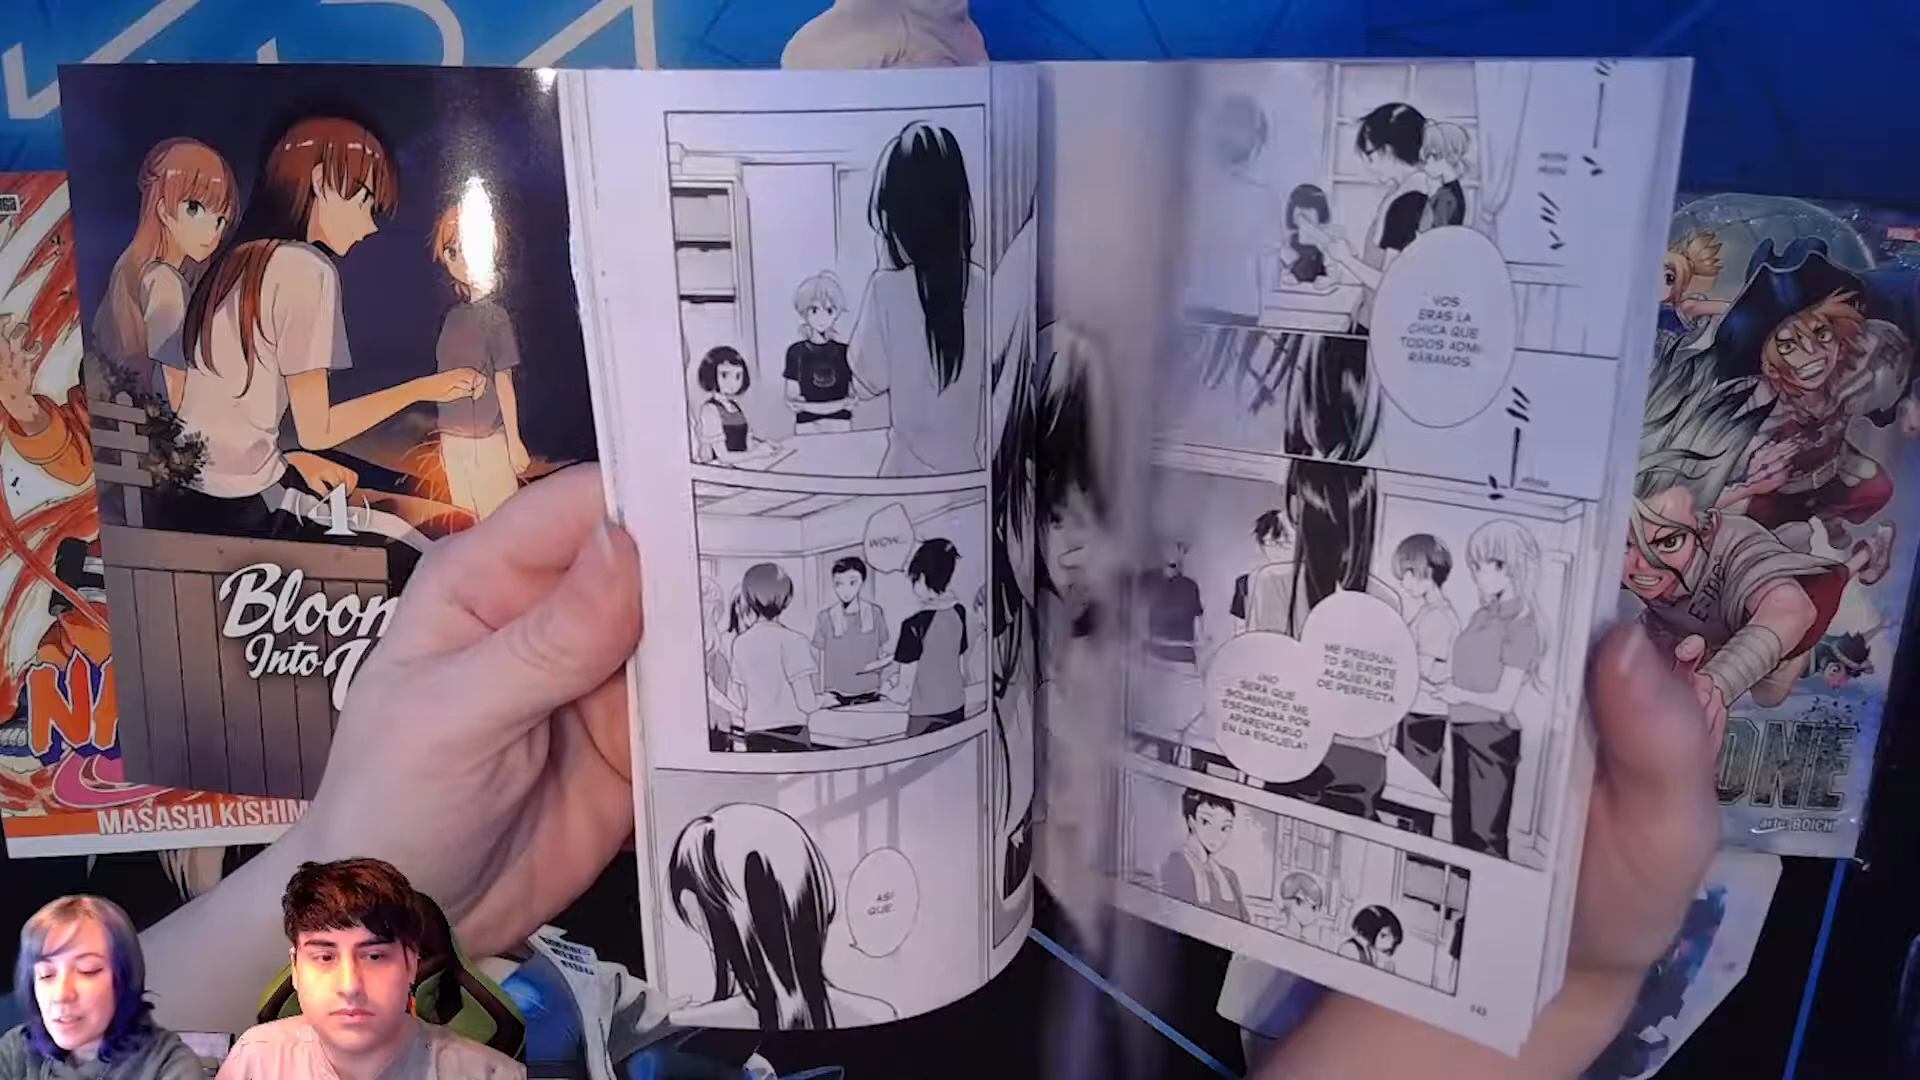 (4)
Bloom
Into
NA
MASASHI KISHIM
WOW...
ASÍ
QUE.
VOS
ERAS LA
CHICA QUE
TODOS ADMI-
RÁBAMOS.
ME PREGUN-
TO SI EXISTE
ALGUIEN ASÍ
DE PERFECTA
¿NO
SERÁ QUE
SOLAMENTE ME
ESFORZABA POR
APARENTARLO
EN LA ESCUELA?
ONE
arte: BOICHI